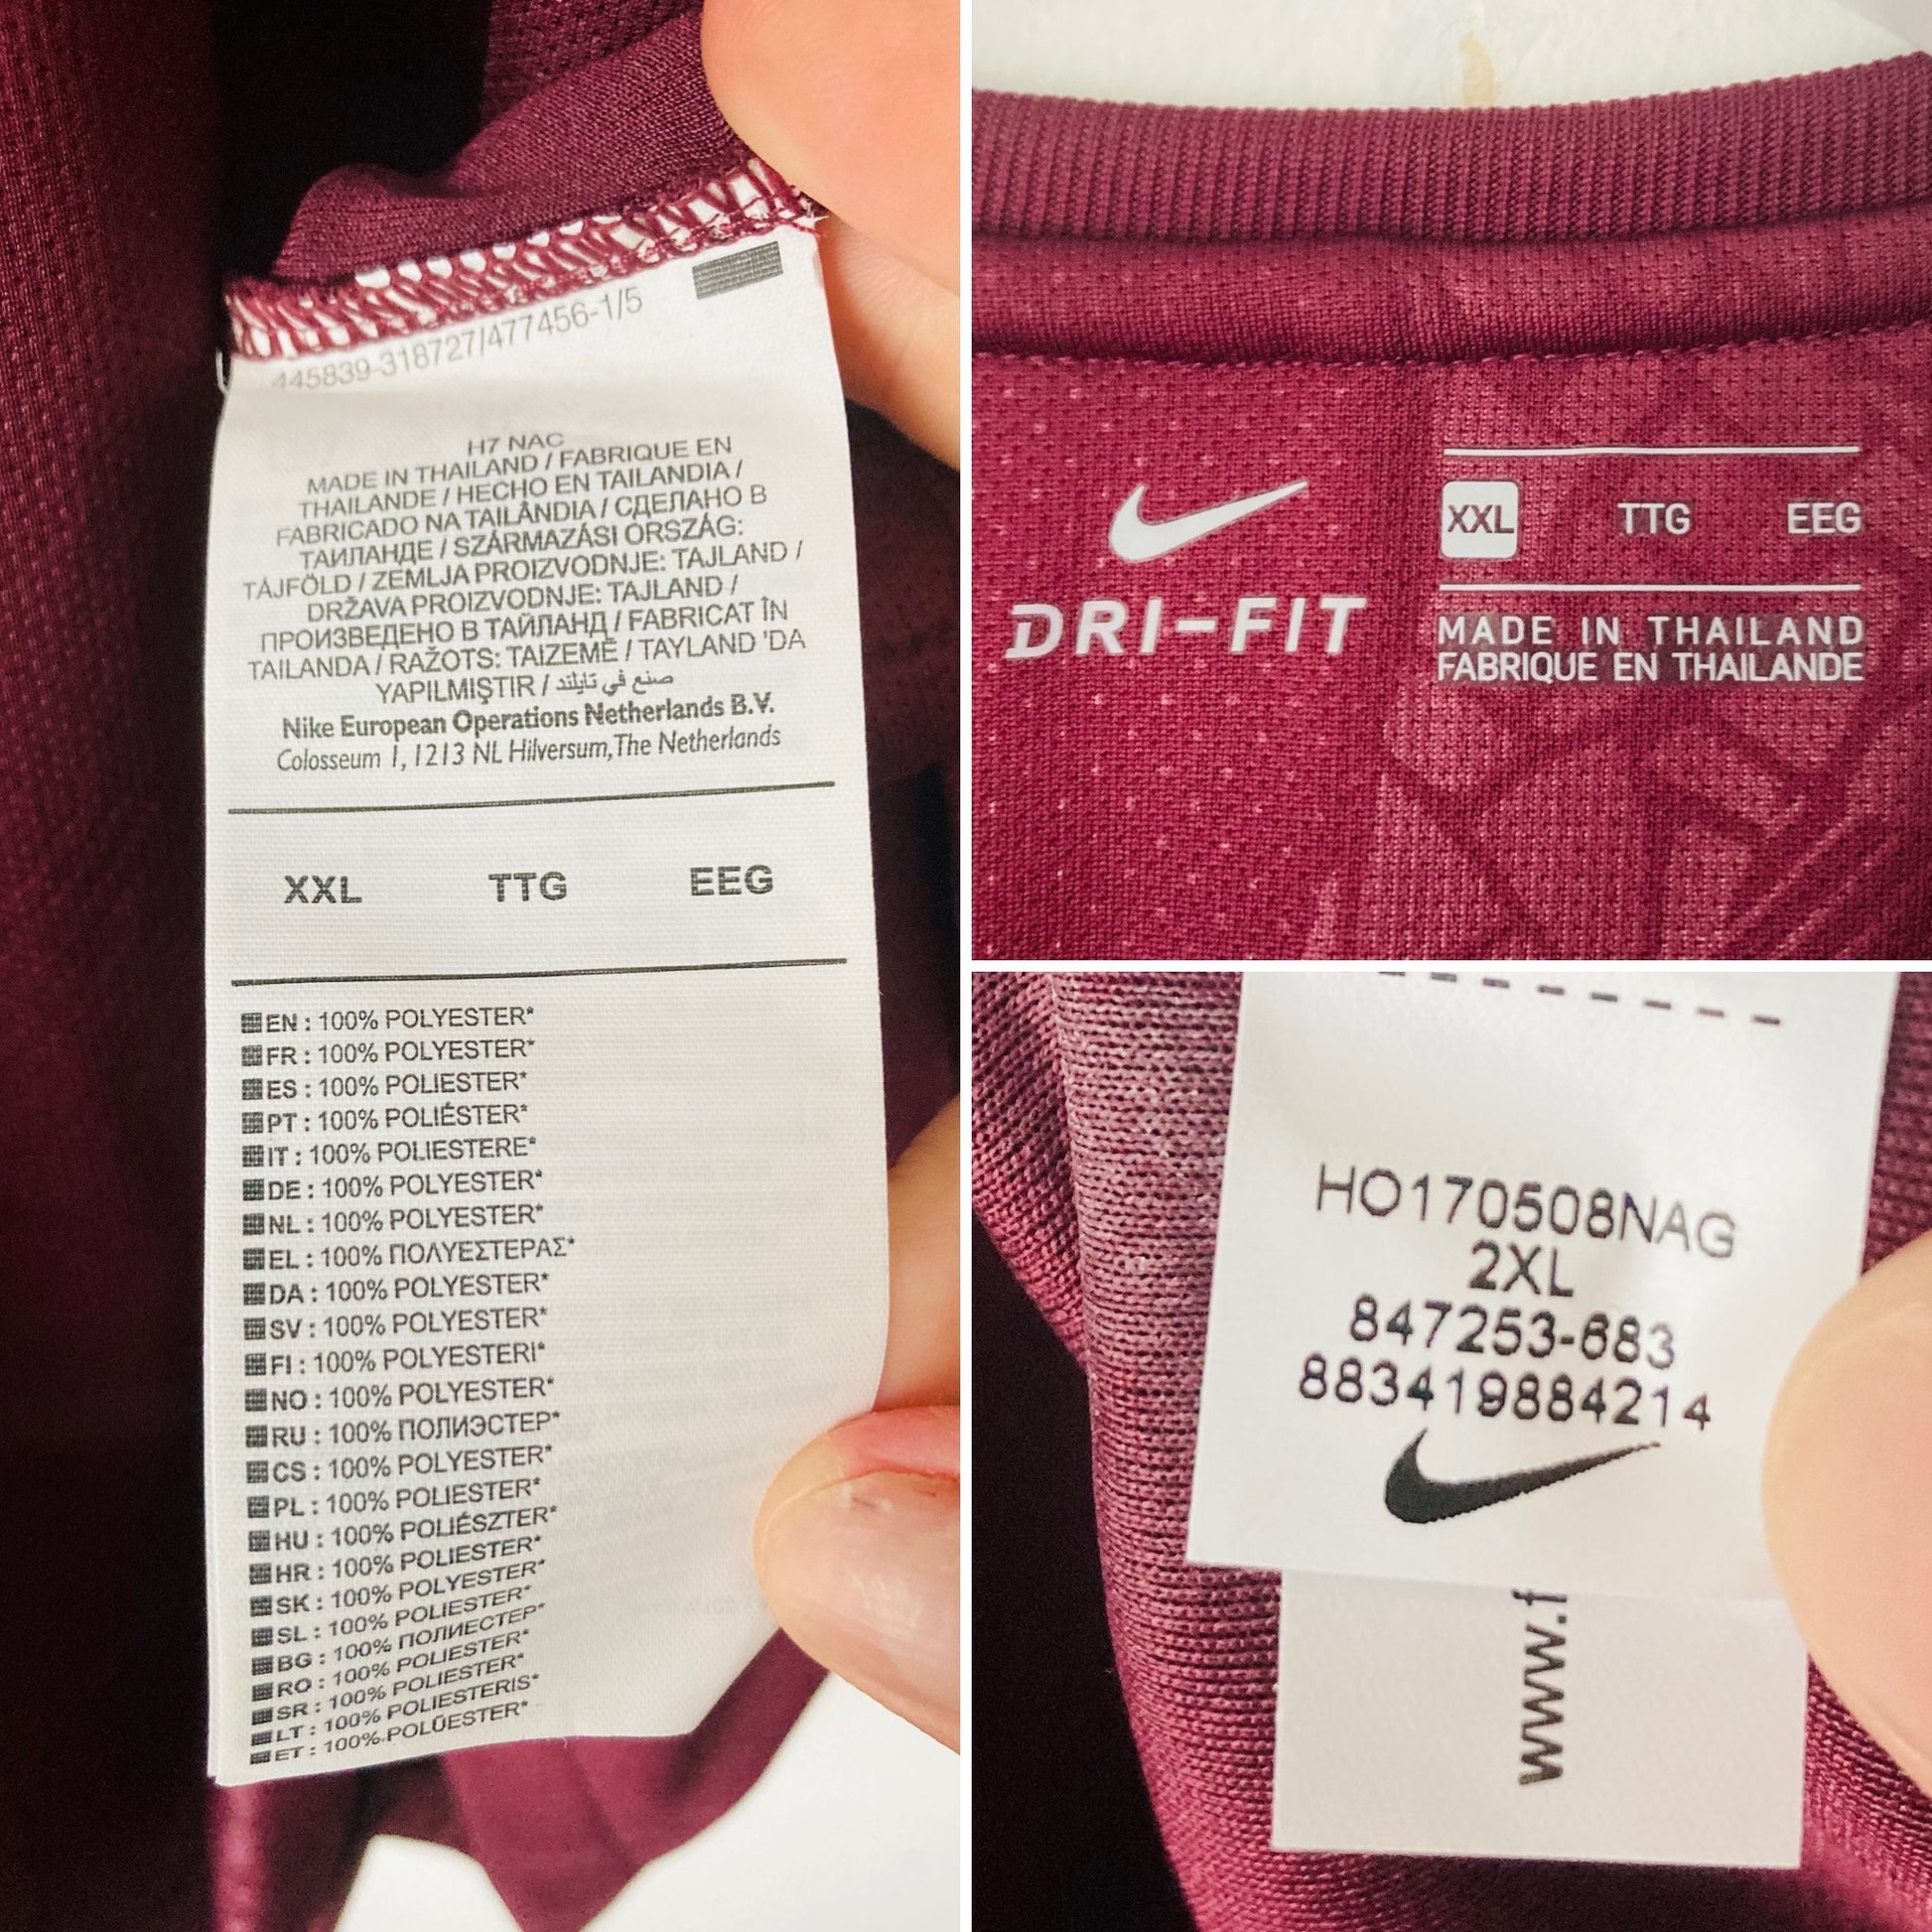 445839-318727/477456-1/5
H7 NAC
MADE IN THAILAND / FABRIQUE EN
THAILANDE / HECHO EN TAILANDIA /
FABRICADO NA TAILÂNDIA / СДЕЛАНО В
ТАИЛАНДЕ / SZÁRMAZÁSI ORSZÁG:
TÁJFÖLD / ZEMLJA PROIZVODNJE: TAJLAND /
DRŽAVA PROIZVODNJE: TAJLAND /
ПРОИЗВЕДЕНО В ТАЙЛАНД / FABRICAT ÎN
TAILANDA / RAŽOTS: TAIZEMĒ / TAYLAND 'DA
YAPILMIŞTIR / صنع في تايلند
Nike European Operations Netherlands B.V.
Colosseum 1, 1213 NL Hilversum, The Netherlands
XXL TTG EEG
EN : 100% POLYESTER*
FR : 100% POLYESTER*
ES : 100% POLIESTER*
PT : 100% POLIÉSTER*
IT : 100% POLIESTERE*
DE : 100% POLYESTER*
NL : 100% POLYESTER*
EL : 100% ΠΟΛΥΕΣΤΕΡΑΣ*
DA : 100% POLYESTER*
SV : 100% POLYESTER*
FI : 100% POLYESTERI*
NO : 100% POLYESTER*
RU : 100% ПОЛИЭСТЕР*
CS : 100% POLYESTER*
PL : 100% POLIESTER*
HU : 100% POLIÉSZTER*
HR : 100% POLIESTER*
SK : 100% POLYESTER*
SL : 100% POLIESTER*
BG : 100% ПОЛИЕСТЕР*
RO : 100% POLIESTER*
SR : 100% POLIESTER*
LT : 100% POLIESTERIS*
ET : 100% POLÜESTER*
DRI-FIT
XXL TTG EEG
MADE IN THAILAND
FABRIQUE EN THAILANDE
HO170508NAG
2XL
847253-683
883419884214
www.f